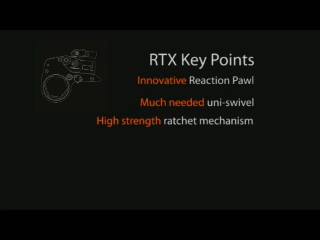 RTX Key Points
Innovative Reaction Pawl
Much needed uni-swivel
High strength ratchet mechanism